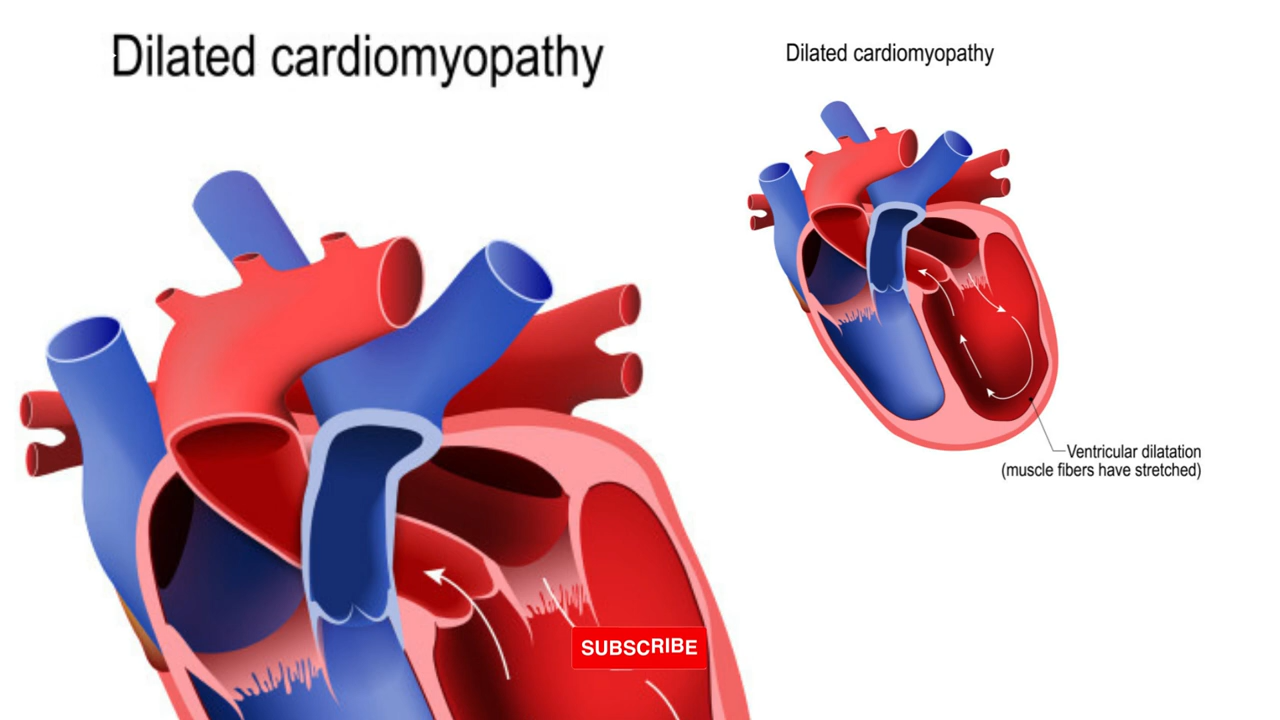 Dilated cardiomyopathy
Dilated cardiomyopathy
Ventricular dilatation
(muscle fibers have stretched)
SUBSCRIBE